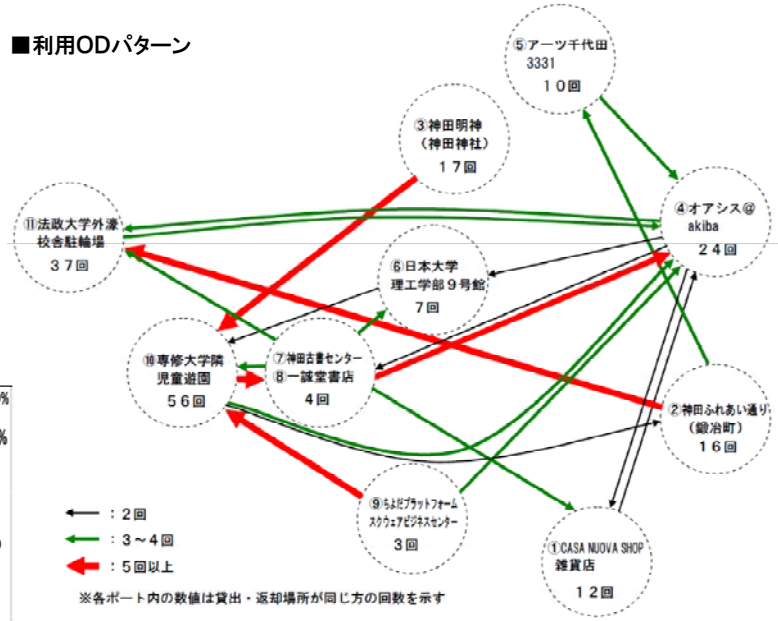 ■利用ODパターン
⑤アーツ千代田
3331
10回
③神田明神
(神田神社)
17回
④オアシス@
akiba
24回
⑪法政大学外濠
校舎駐輪場
37回
⑥日本大学
理工学部9号館
7回
⑦神田古書センター
⑧一誠堂書店
4回
⑩専修大学隣
児童遊園
56回
②神田ふれあい通り
(鍛冶町)
16回
⑨ちよだプラットフォーム
スクウェアビジネスセンター
3回
①CASA NUOVA SHOP
雑貨店
12回
:2回
:3~4回
:5回以上
※各ポート内の数値は貸出・返却場所が同じ方の回数を示す
%